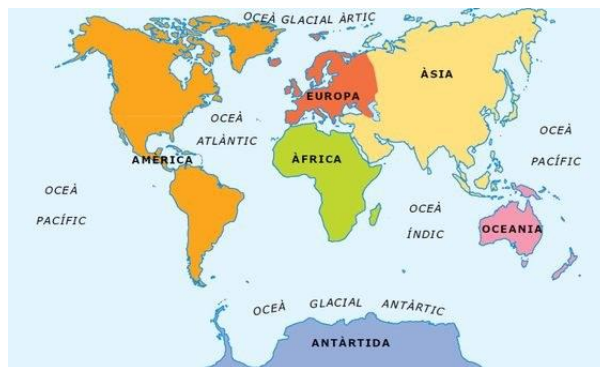 OCEÀ GLACIAL ÀRTIC
ÀSIA
EUROPA
OCEÀ
ATLÀNTIC
OCEÀ
PACÍFIC
AMÈRICA
ÀFRICA
OCEÀ
PACÍFIC
OCEÀ
ÍNDIC
OCEANIA
OCEÀ GLACIAL ANTÀRTIC
ANTÀRTIDA